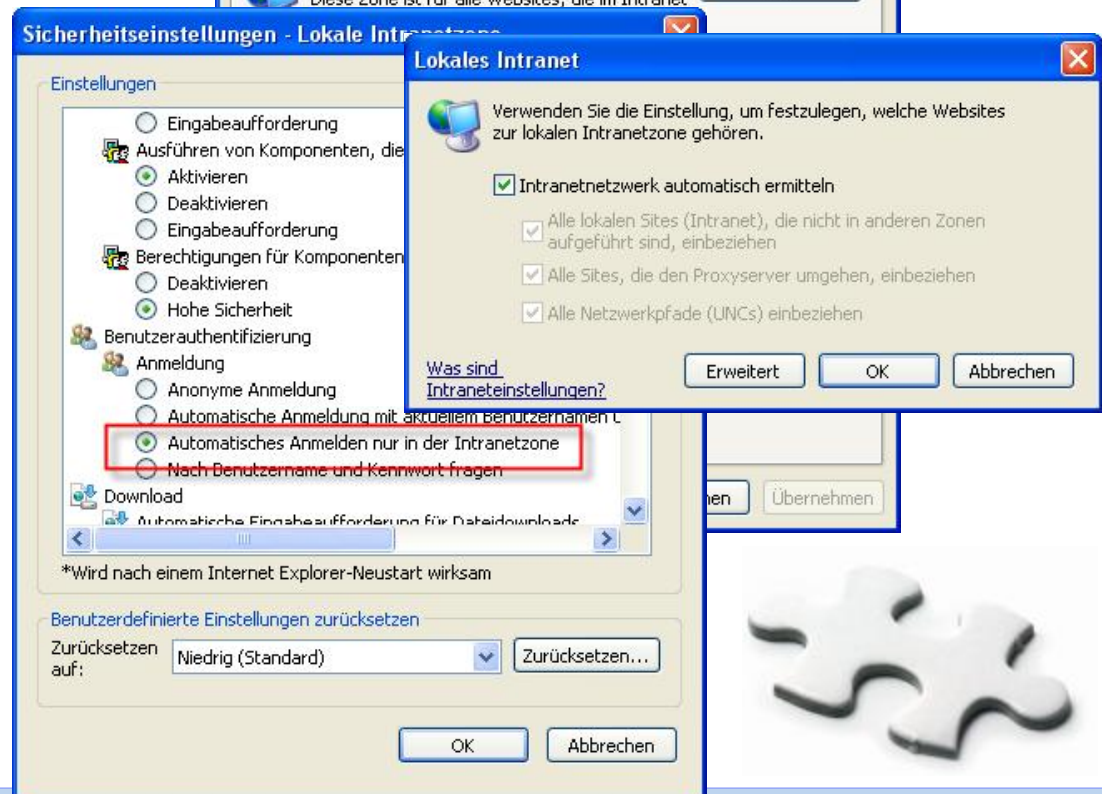 Diese Zone ist für alle Websites, die im Intranet
Sicherheitseinstellungen - Lokale Intranetzone
Einstellungen
Eingabeaufforderung
Ausführen von Komponenten, die
Aktivieren
Deaktivieren
Eingabeaufforderung
Berechtigungen für Komponenten
Deaktivieren
Hohe Sicherheit
Benutzerauthentifizierung
Anmeldung
Anonyme Anmeldung
Automatische Anmeldung mit aktuellem Benutzernamen
Automatisches Anmelden nur in der Intranetzone
Nach Benutzername und Kennwort fragen
Download
Automatische Eingabeaufforderung für Dateidownloads
*Wird nach einem Internet Explorer-Neustart wirksam
Benutzerdefinierte Einstellungen zurücksetzen
Zurücksetzen
auf:
Niedrig (Standard)
Zurücksetzen...
OK
Abbrechen
Lokales Intranet
Verwenden Sie die Einstellung, um festzulegen, welche Websites
zur lokalen Intranetzone gehören.
Intranetnetzwerk automatisch ermitteln
Alle lokalen Sites (Intranet), die nicht in anderen Zonen
aufgeführt sind, einbeziehen
Alle Sites, die den Proxyserver umgehen, einbeziehen
Alle Netzwerkpfade (UNCs) einbeziehen
Was sind
Intraneteinstellungen?
Erweitert
OK
Abbrechen
hen
Übernehmen